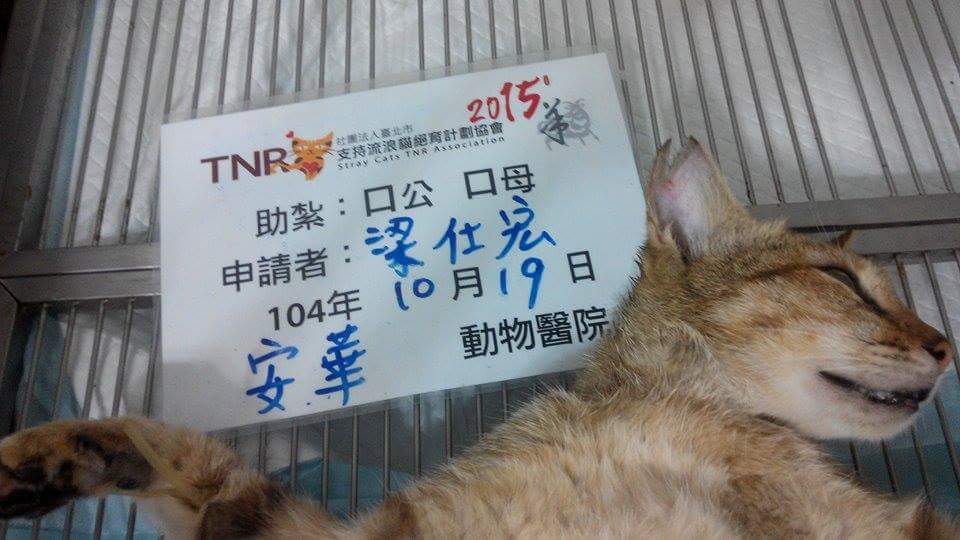 2015'
TNR
社團法人臺北市
支持流浪貓絕育計劃協會
Stray Cats TNR Association
助紮：口公 口母
申請者：梁仕宏
104年 10月19日
安華 動物醫院